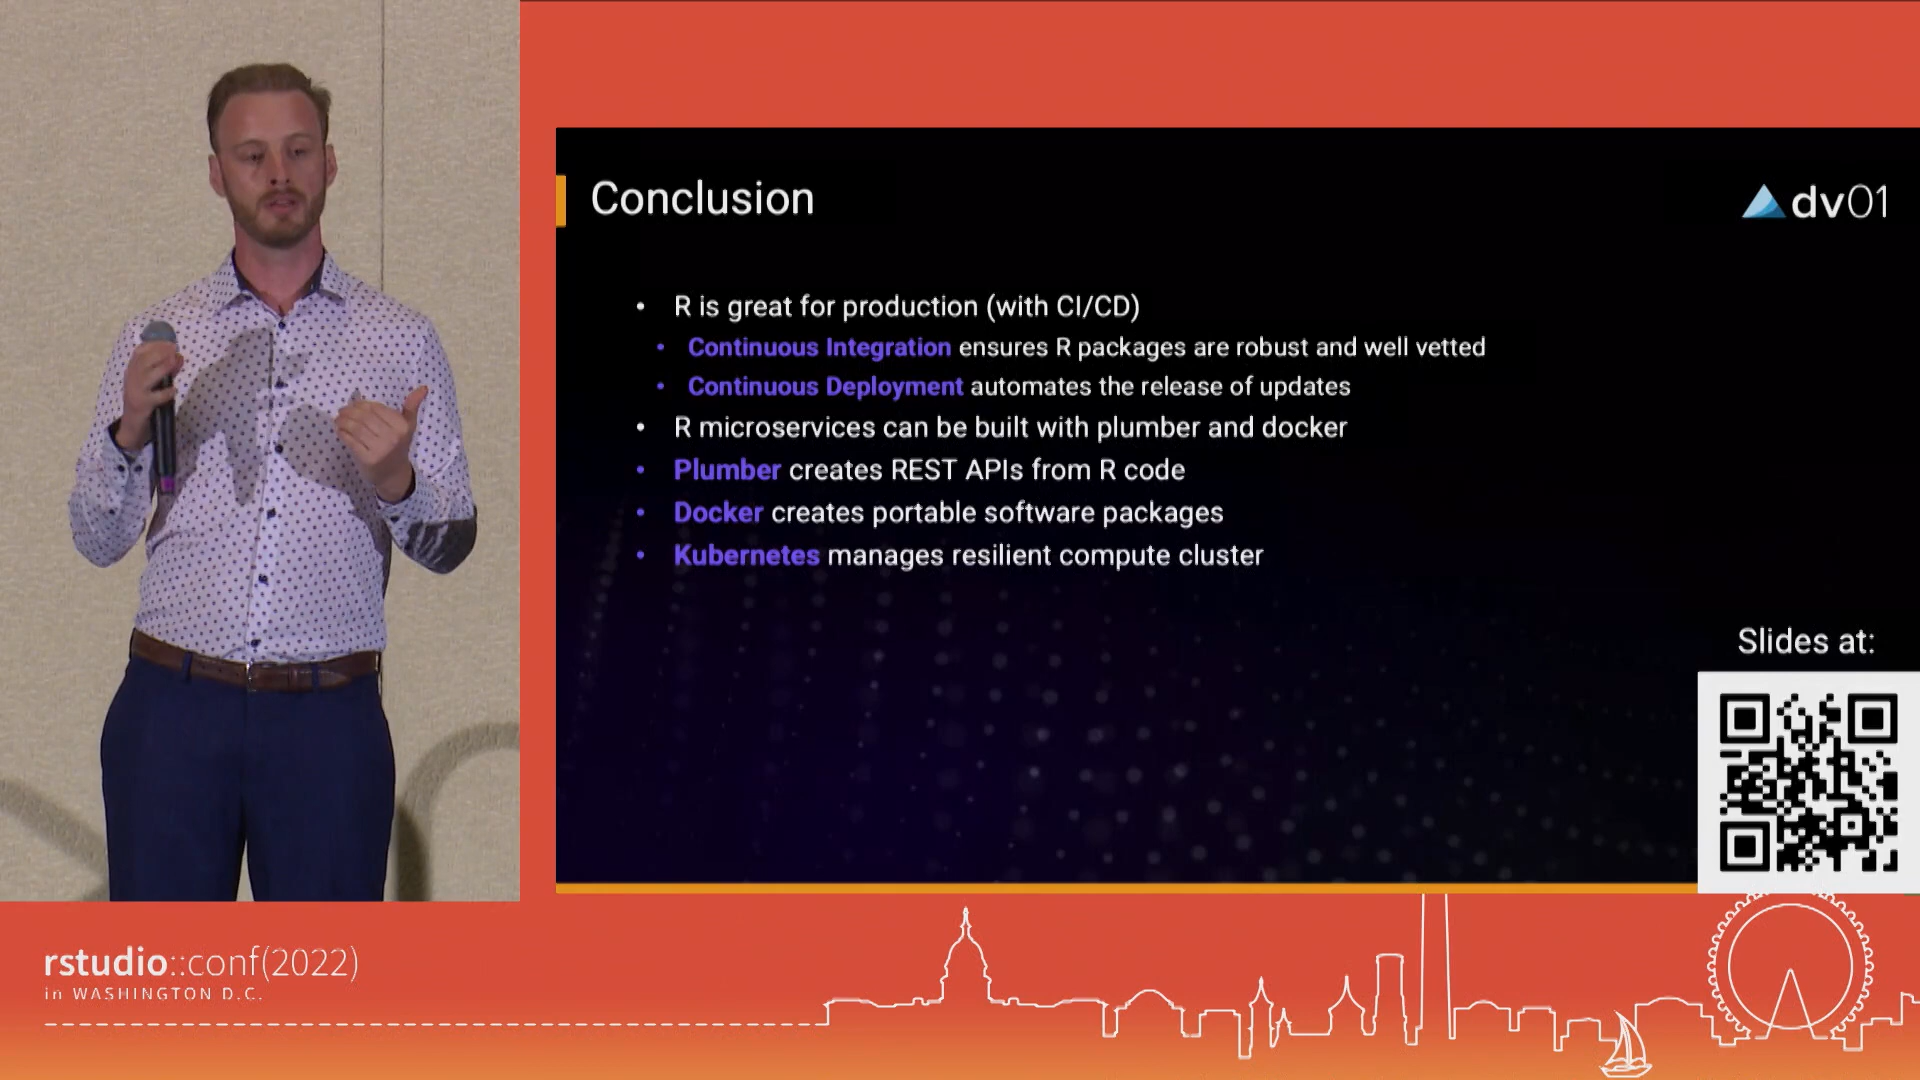 Conclusion
dv01
• R is great for production (with CI/CD)
• Continuous Integration ensures R packages are robust and well vetted
• Continuous Deployment automates the release of updates
• R microservices can be built with plumber and docker
• Plumber creates REST APIs from R code
• Docker creates portable software packages
• Kubernetes manages resilient compute cluster
Slides at:
rstudio::conf(2022)
in WASHINGTON D.C.